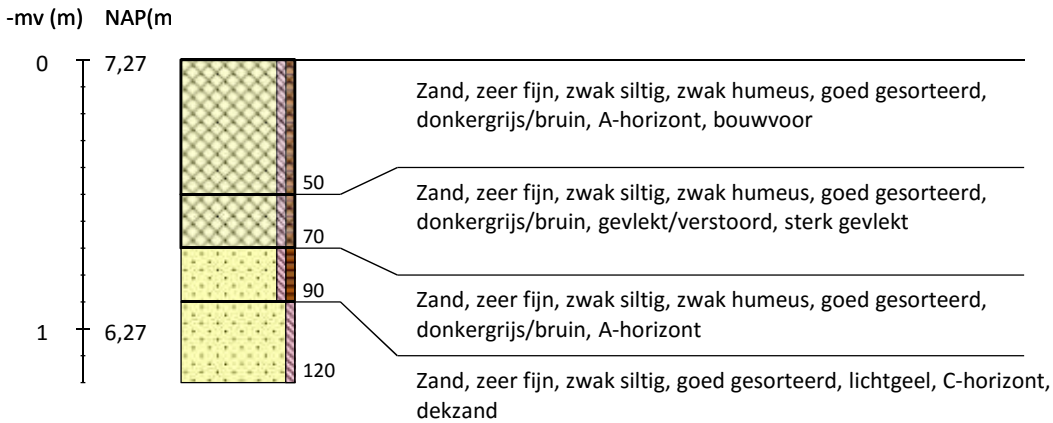 -mv (m) NAP(m
0 7,27
Zand, zeer fijn, zwak siltig, zwak humeus, goed gesorteerd,
donkergrijs/bruin, A-horizont, bouwvoor
50
Zand, zeer fijn, zwak siltig, zwak humeus, goed gesorteerd,
donkergrijs/bruin, gevlekt/verstoord, sterk gevlekt
70
90
Zand, zeer fijn, zwak siltig, zwak humeus, goed gesorteerd,
donkergrijs/bruin, A-horizont
1 6,27
120
Zand, zeer fijn, zwak siltig, goed gesorteerd, lichtgeel, C-horizont,
dekzand